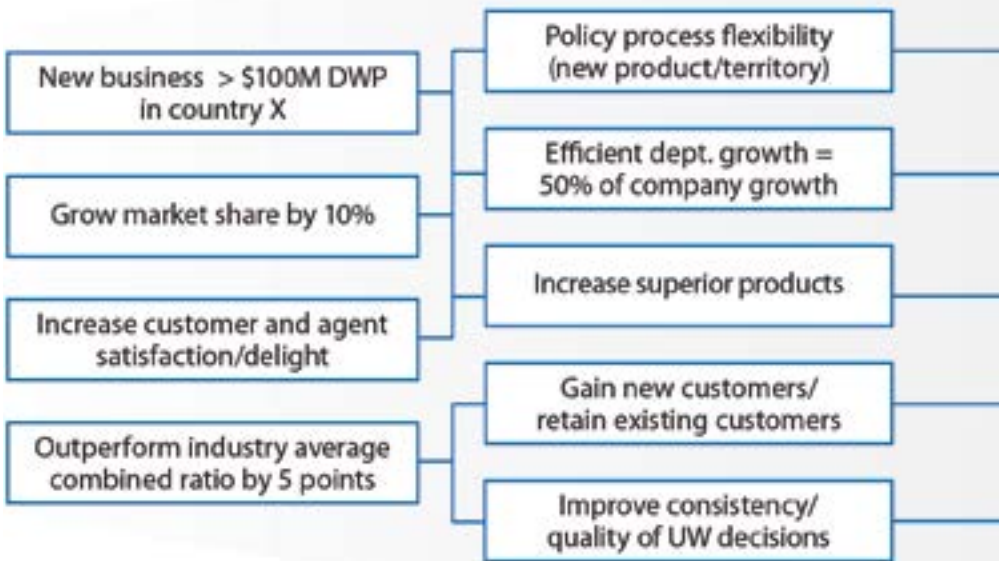 New business > $100M DWP
in country X
Grow market share by 10%
Increase customer and agent
satisfaction/delight
Outperform industry average
combined ratio by 5 points
Policy process flexibility
(new product/territory)
Efficient dept. growth =
50% of company growth
Increase superior products
Gain new customers/
retain existing customers
Improve consistency/
quality of UW decisions